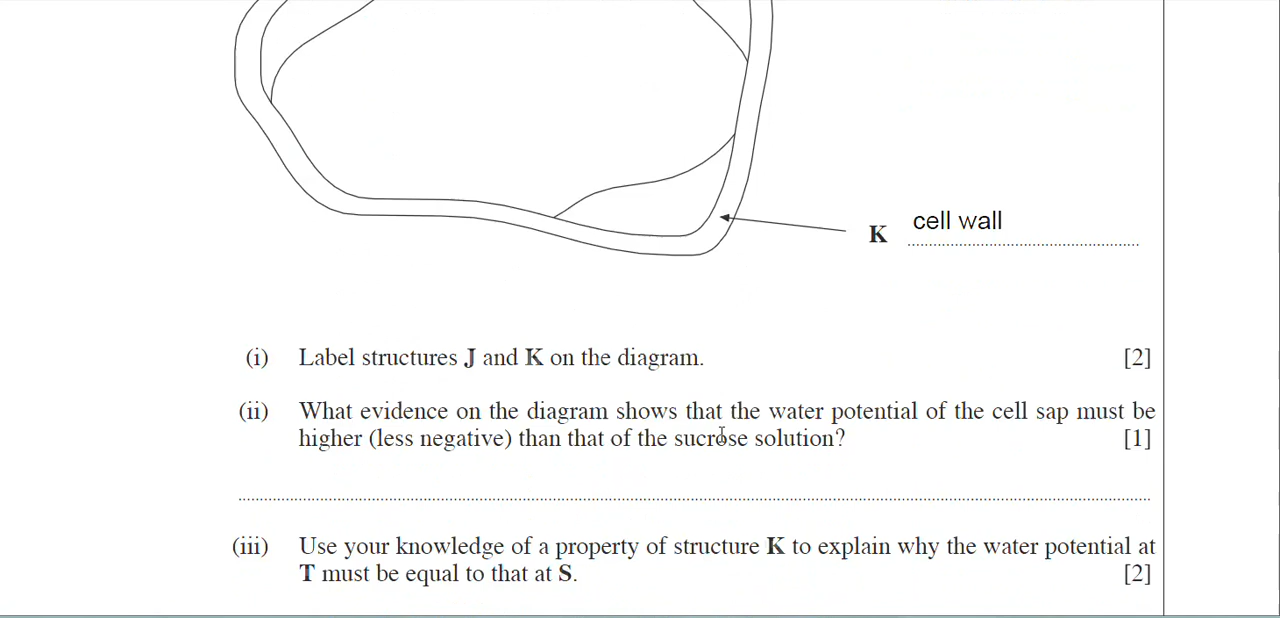 K cell wall
(i) Label structures J and K on the diagram. [2]
(ii) What evidence on the diagram shows that the water potential of the cell sap must be
higher (less negative) than that of the sucrose solution? [1]
(iii) Use your knowledge of a property of structure K to explain why the water potential at
T must be equal to that at S. [2]